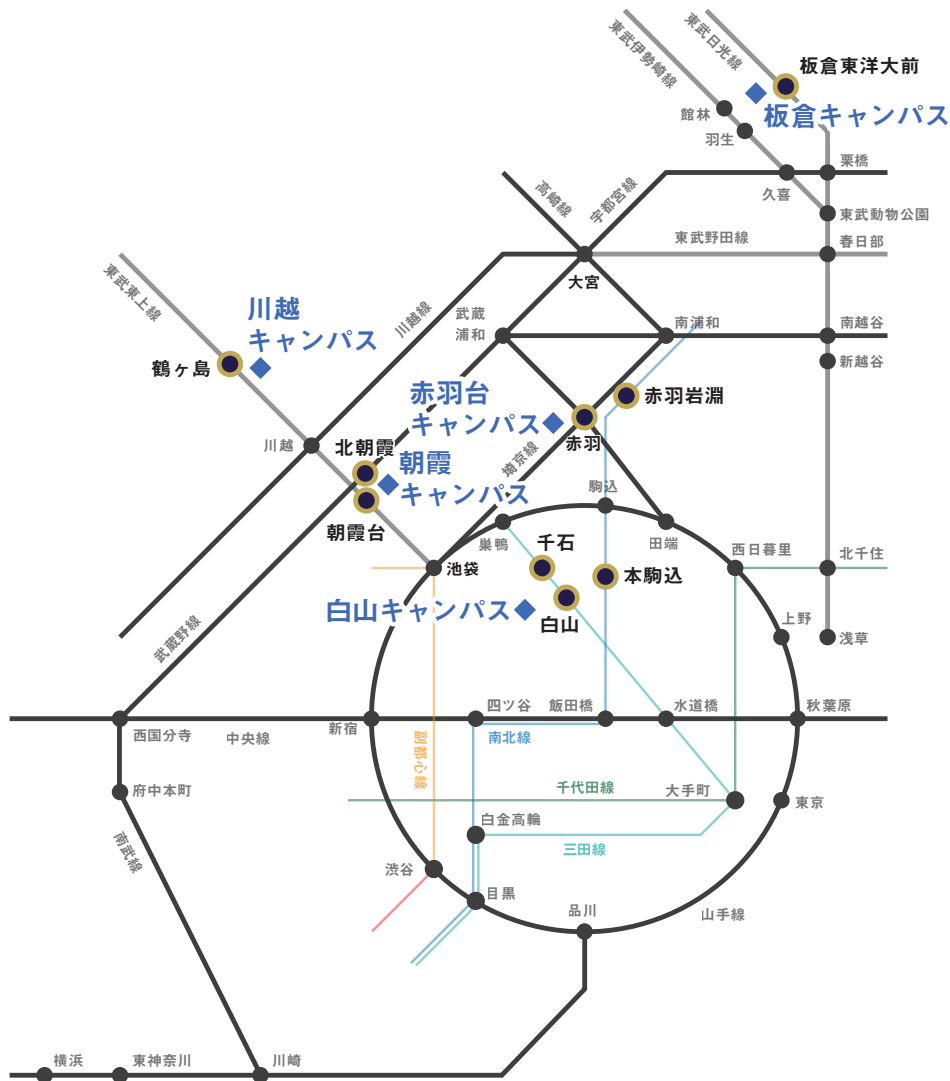 東武伊勢崎線
東武日光線
板倉東洋大前
板倉キャンパス
館林
羽生
栗橋
久喜
高崎線
宇都宮線
東武動物公園
東武野田線
春日部
大宮
東武東上線
川越
キャンパス
川越線
武蔵
浦和
南浦和
南越谷
新越谷
鶴ヶ島
赤羽台
キャンパス
赤羽岩淵
赤羽
川越
北朝霞
朝霞
キャンパス
埼京線
駒込
朝霞台
巣鴨
千石
田端
西日暮里
北千住
池袋
本駒込
白山キャンパス
白山
上野
浅草
武蔵野線
四ツ谷
飯田橋
水道橋
秋葉原
西国分寺
中央線
新宿
副都心線
南北線
千代田線
大手町
府中本町
東京
白金高輪
南武線
三田線
渋谷
目黒
品川
山手線
横浜
東神奈川
川崎